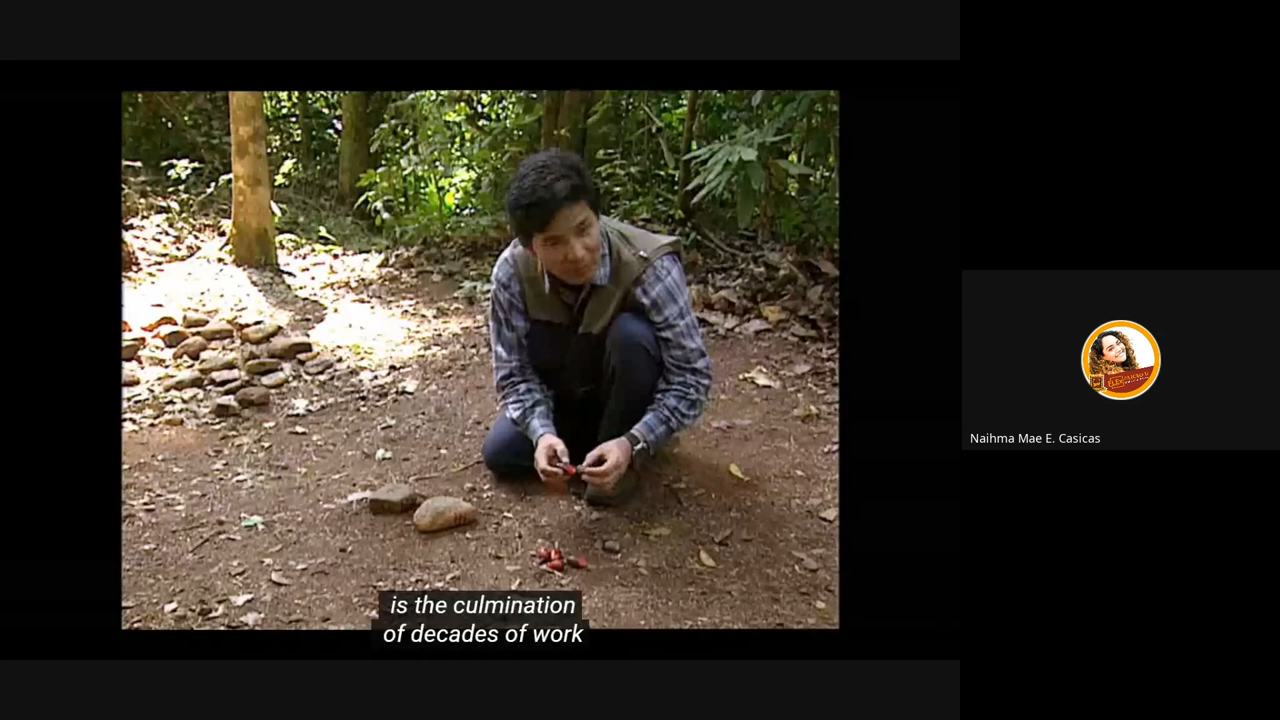 is the culmination
of decades of work
Naihma Mae E. Casicas